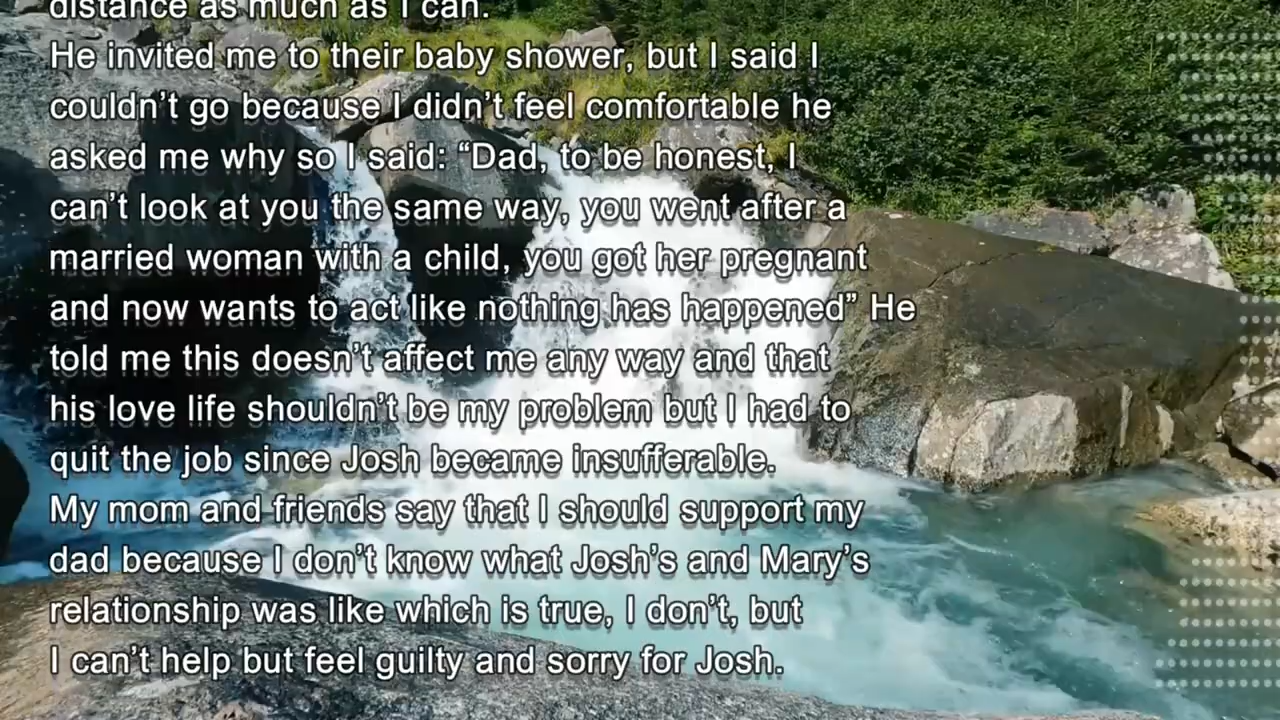 distance as much as I can.
He invited me to their baby shower, but I said I
couldn’t go because I didn’t feel comfortable he
asked me why so I said: “Dad, to be honest, I
can’t look at you the same way, you went after a
married woman with a child, you got her pregnant
and now wants to act like nothing has happened” He
told me this doesn’t affect me any way and that
his love life shouldn’t be my problem but I had to
quit the job since Josh became insufferable.
My mom and friends say that I should support my
dad because I don’t know what Josh’s and Mary’s
relationship was like which is true, I don’t, but
I can’t help but feel guilty and sorry for Josh.